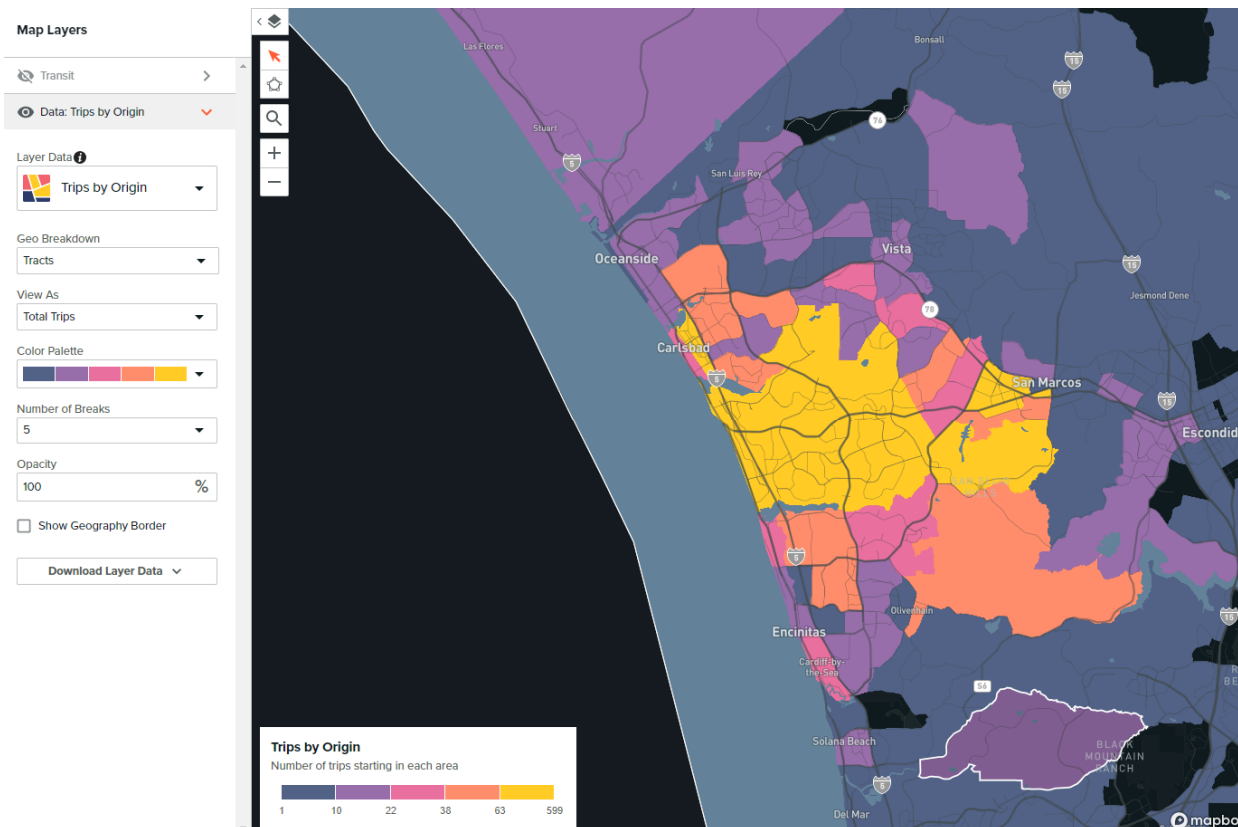 Map Layers
Transit
Data: Trips by Origin
Layer Data
Trips by Origin
Geo Breakdown
Tracts
View As
Total Trips
Color Palette
Number of Breaks
5
Opacity
100 %
Show Geography Border
Download Layer Data
Las Flores
Bonsall
15
15
Stuart
76
5
San Luis Rey
Vista
Oceanside
15
Jesmond Dene
78
Carlsbad
5
San Marcos
15
Escondid
5
Olivenhain
15
Encinitas
Cardiff-by-
the-Sea
56
Solana Beach
BLACK
MOUNTAIN
RANCH
5
Del Mar
Trips by Origin
Number of trips starting in each area
1 10 22 38 63 599
mapbo